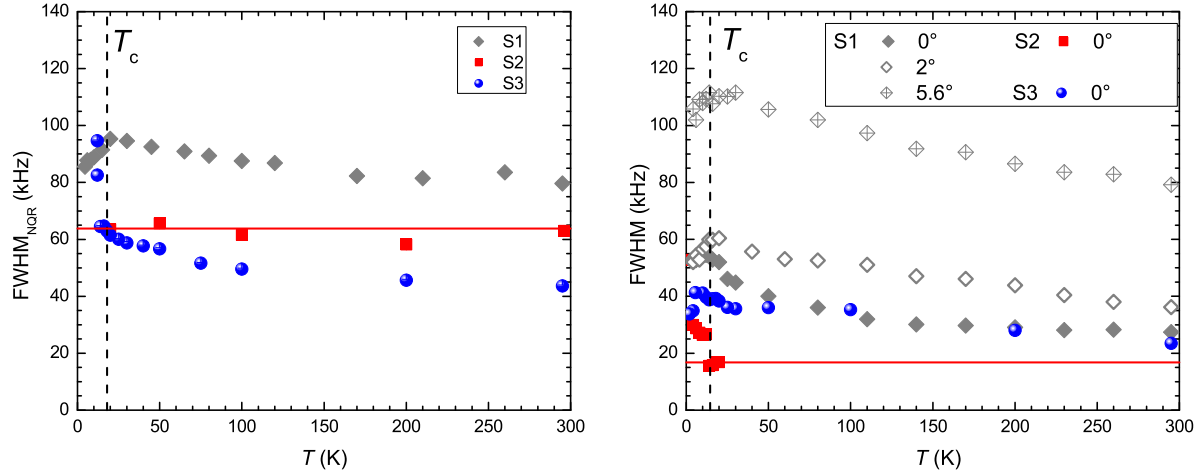 T_c
S1
S2
S3
FWHM_NQR (kHz)
140
120
100
80
60
40
20
0
0 50 100 150 200 250 300
T (K)
T_c
S1 0° S2 0°
2°
5.6° S3 0°
FWHM (kHz)
140
120
100
80
60
40
20
0
0 50 100 150 200 250 300
T (K)